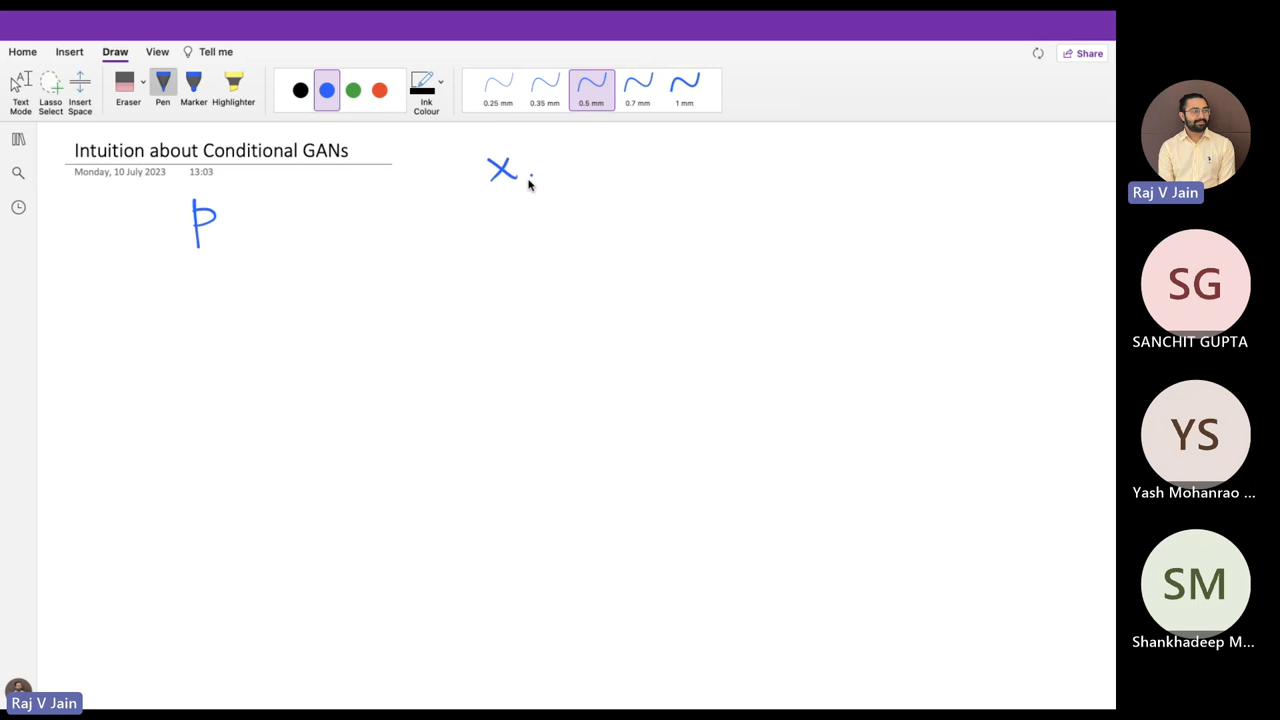 Home Insert Draw View Tell me
Share
Text Mode
Lasso Select
Insert Space
Eraser
Pen
Marker
Highlighter
Ink Colour
0.25 mm
0.35 mm
0.5 mm
0.7 mm
1 mm
Intuition about Conditional GANs
Monday, 10 July 2023 13:03
x .
p
Raj V Jain
SG
SANCHIT GUPTA
YS
Yash Mohanrao ...
SM
Shankhadeep M...
Raj V Jain